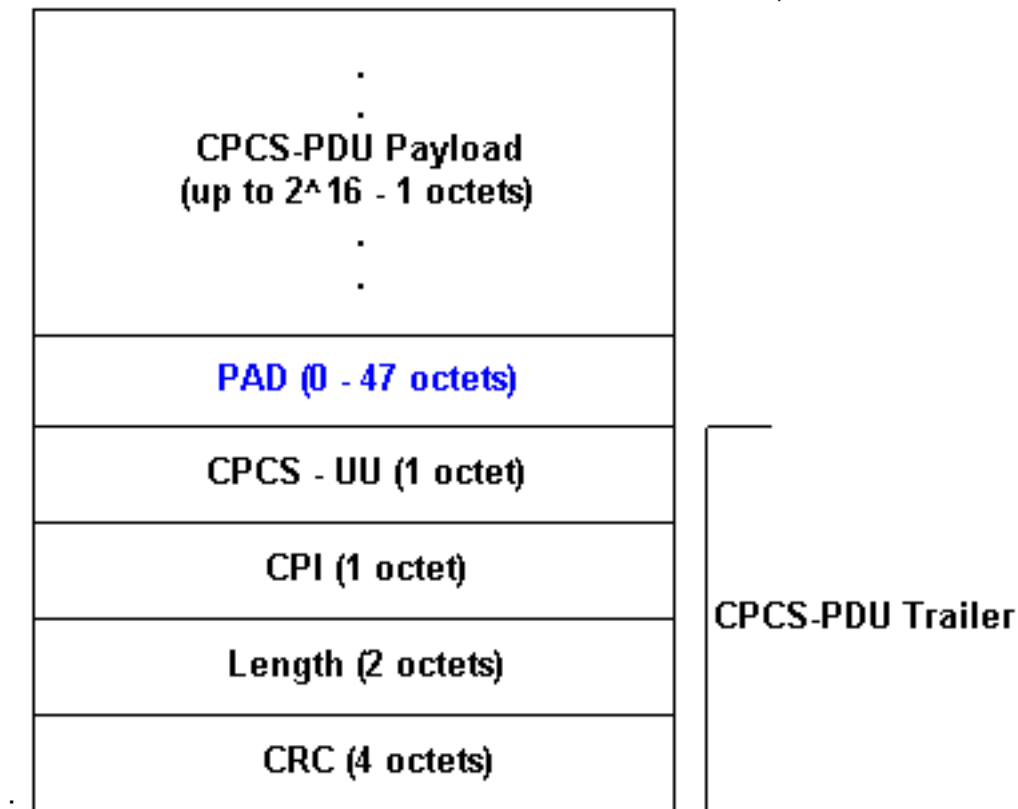 .
.
CPCS-PDU Payload
(up to 2^16 - 1 octets)
.
.
PAD (0 - 47 octets)
CPCS - UU (1 octet)
CPI (1 octet)
CPCS-PDU Trailer
Length (2 octets)
CRC (4 octets)
.